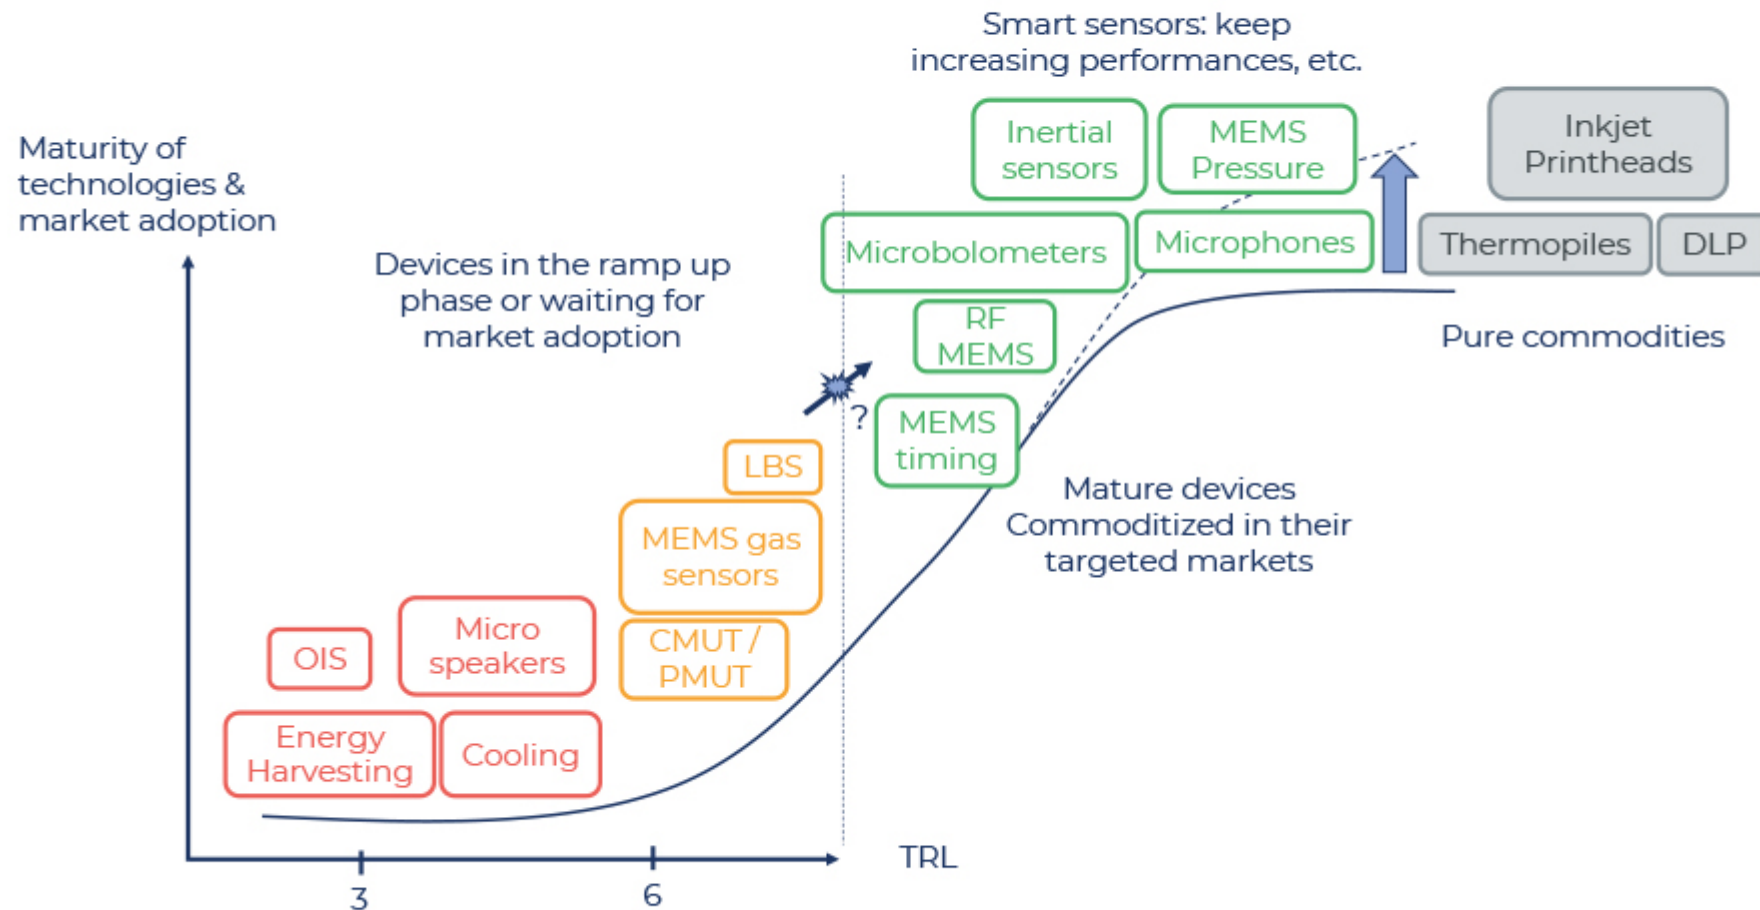 Smart sensors: keep
increasing performances, etc.
Inertial
sensors
MEMS
Pressure
Inkjet
Printheads
Maturity of
technologies &
market adoption
Microbolometers
Microphones
Thermopiles
DLP
Devices in the ramp up
phase or waiting for
market adoption
RF
MEMS
Pure commodities
?
MEMS
timing
LBS
Mature devices
Commoditized in their
targeted markets
MEMS gas
sensors
OIS
Micro
speakers
CMUT /
PMUT
Energy
Harvesting
Cooling
TRL
3
6